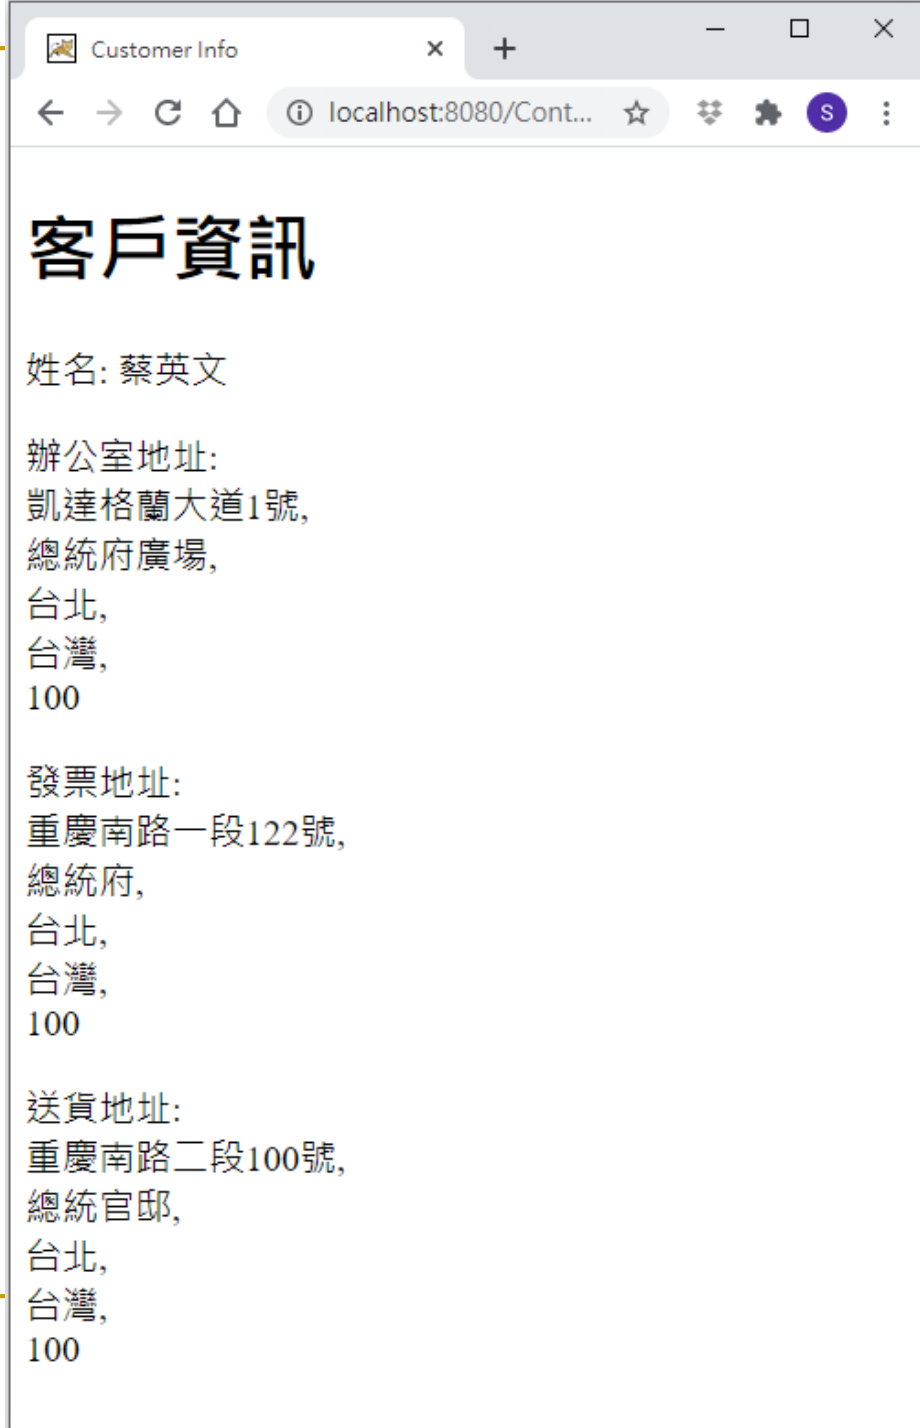 Customer Info
localhost:8080/Cont...
S
客戶資訊
姓名: 蔡英文
辦公室地址:
凱達格蘭大道1號,
總統府廣場,
台北,
台灣,
100
發票地址:
重慶南路一段122號,
總統府,
台北,
台灣,
100
送貨地址:
重慶南路二段100號,
總統官邸,
台北,
台灣,
100